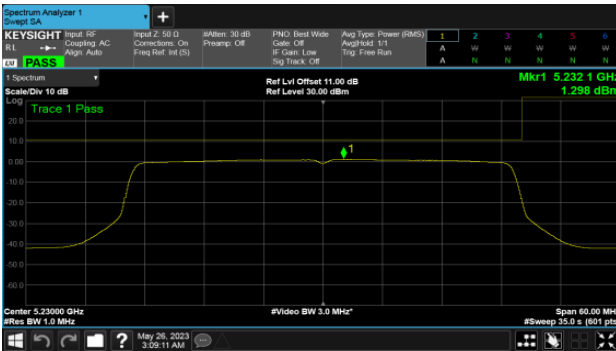 Spectrum Analyzer 1
Swept SA
KEYSIGHT
RL
PASS
Input: RF
Coupling: AC
Align: Auto
Input Z: 50 Ω
Corrections: On
Freq Ref: Int (S)
#Atten: 30 dB
Preamp: Off
PNO: Best Wide
Gate: Off
IF Gain: Low
Sig Track: Off
Avg Type: Power (RMS)
Avg|Hold: 1/1
Trig: Free Run
1 2 3 4 5 6
A W W W W W
A N N N N N
1 Spectrum
Scale/Div 10 dB
Ref Lvl Offset 11.00 dB
Ref Level 30.00 dBm
Mkr1 5.232 1 GHz
1.298 dBm
Log
Trace 1 Pass
20.0
10.0
0.00
-10.0
-20.0
-30.0
-40.0
-50.0
-60.0
1
Center 5.23000 GHz
#Res BW 1.0 MHz
#Video BW 3.0 MHz*
Span 60.00 MHz
#Sweep 35.0 s (601 pts)
May 26, 2023
3:09:11 AM